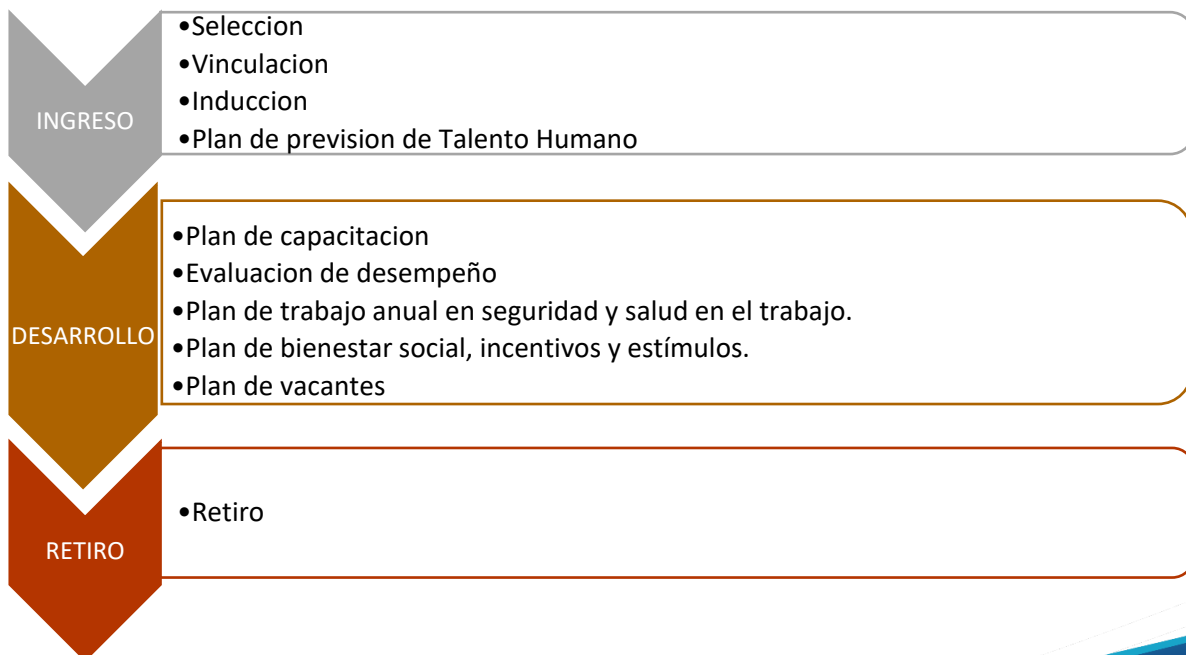 INGRESO
•Seleccion
•Vinculacion
•Induccion
•Plan de prevision de Talento Humano
DESARROLLO
•Plan de capacitacion
•Evaluacion de desempeño
•Plan de trabajo anual en seguridad y salud en el trabajo.
•Plan de bienestar social, incentivos y estímulos.
•Plan de vacantes
RETIRO
•Retiro